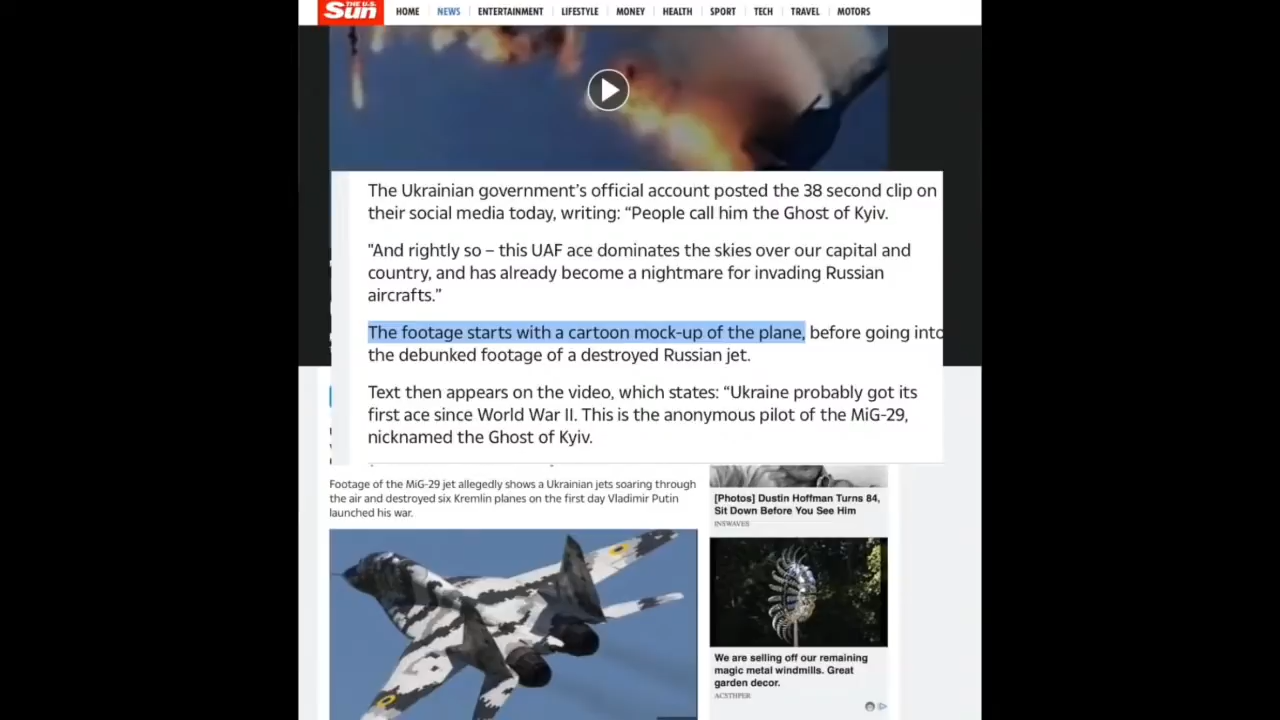 THE U.S.
Sun
HOME
NEWS
ENTERTAINMENT
LIFESTYLE
MONEY
HEALTH
SPORT
TECH
TRAVEL
MOTORS
The Ukrainian government's official account posted the 38 second clip on
their social media today, writing: “People call him the Ghost of Kyiv.
"And rightly so – this UAF ace dominates the skies over our capital and
country, and has already become a nightmare for invading Russian
aircrafts.”
The footage starts with a cartoon mock-up of the plane, before going into
the debunked footage of a destroyed Russian jet.
Text then appears on the video, which states: “Ukraine probably got its
first ace since World War II. This is the anonymous pilot of the MiG-29,
nicknamed the Ghost of Kyiv.
Footage of the MiG-29 jet allegedly shows a Ukrainian jets soaring through
the air and destroyed six Kremlin planes on the first day Vladimir Putin
launched his war.
[Photos] Dustin Hoffman Turns 84,
Sit Down Before You See Him
INSWAVES
We are selling off our remaining
magic metal windmills. Great
garden decor.
ACSTHPER